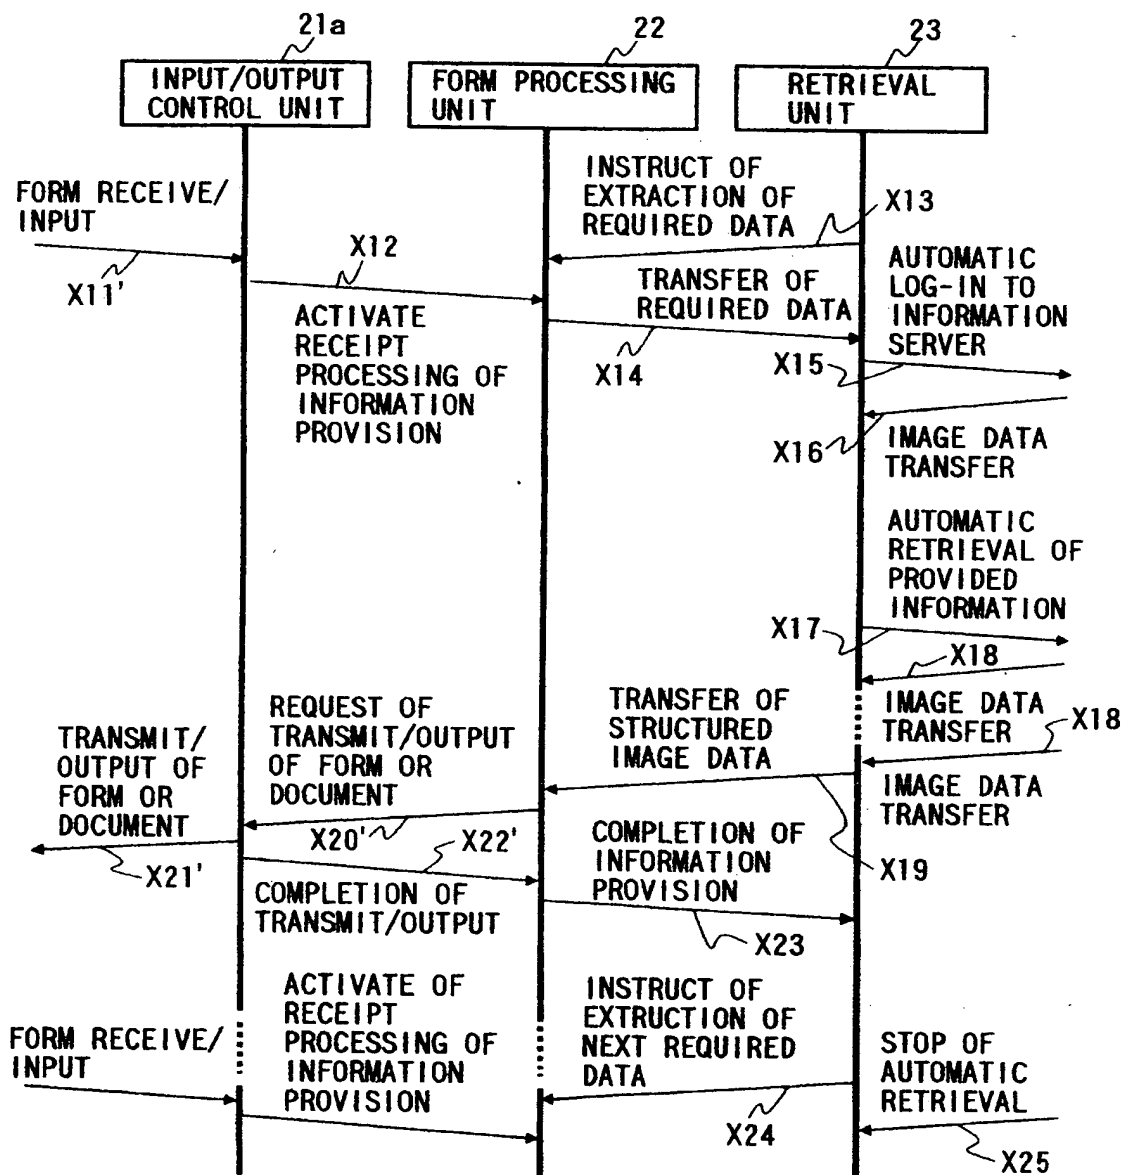 21a
22
23
INPUT/OUTPUT
CONTROL UNIT
FORM PROCESSING
UNIT
RETRIEVAL
UNIT
FORM RECEIVE/
INPUT
X11'
X12
ACTIVATE
RECEIPT
PROCESSING OF
INFORMATION
PROVISION
INSTRUCT OF
EXTRACTION OF
REQUIRED DATA
X13
TRANSFER OF
REQUIRED DATA
X14
AUTOMATIC
LOG-IN TO
INFORMATION
SERVER
X15
X16
IMAGE DATA
TRANSFER
AUTOMATIC
RETRIEVAL OF
PROVIDED
INFORMATION
X17
X18
IMAGE DATA
TRANSFER
X18
IMAGE DATA
TRANSFER
TRANSFER OF
STRUCTURED
IMAGE DATA
X19
REQUEST OF
TRANSMIT/OUTPUT
OF FORM OR
DOCUMENT
X20'
TRANSMIT/
OUTPUT OF
FORM OR
DOCUMENT
X21'
X22'
COMPLETION OF
TRANSMIT/OUTPUT
COMPLETION OF
INFORMATION
PROVISION
X23
FORM RECEIVE/
INPUT
ACTIVATE OF
RECEIPT
PROCESSING OF
INFORMATION
PROVISION
INSTRUCT OF
EXTRUCTION OF
NEXT REQUIRED
DATA
X24
STOP OF
AUTOMATIC
RETRIEVAL
X25